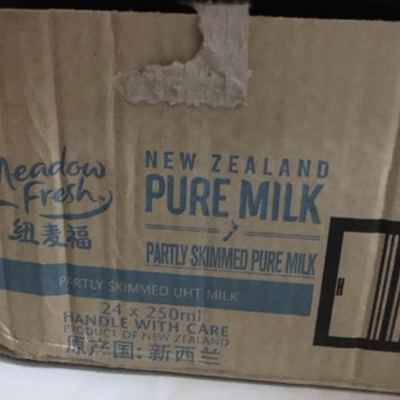 Meadow
Fresh
纽麦福
NEW ZEALAND
PURE MILK
PARTLY SKIMMED PURE MILK
PARTLY SKIMMED UHT MILK
24 x 250ml
HANDLE WITH CARE
PRODUCT OF NEW ZEALAND
原产国: 新西兰
H